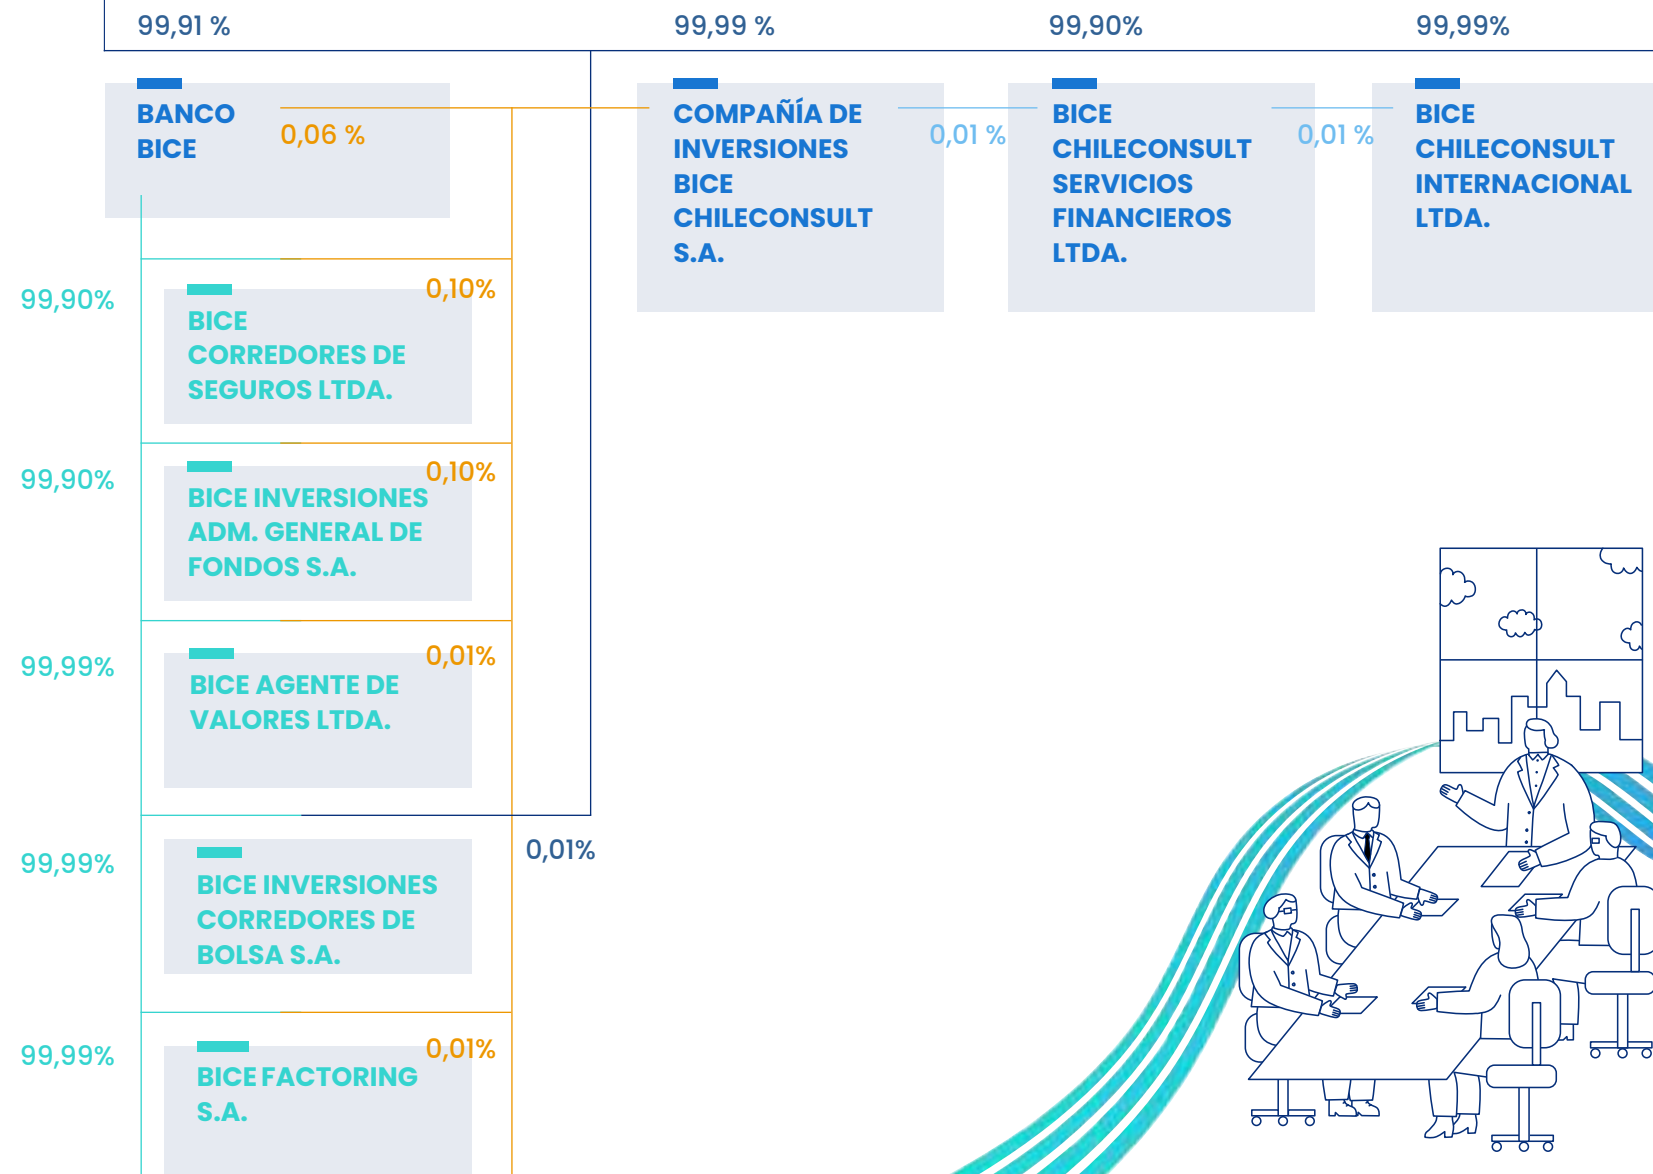 99,91 %
99,99 %
99,90%
99,99%
BANCO
BICE
0,06 %
COMPAÑÍA DE
INVERSIONES
BICE
CHILECONSULT
S.A.
0,01 %
BICE
CHILECONSULT
SERVICIOS
FINANCIEROS
LTDA.
0,01 %
BICE
CHILECONSULT
INTERNACIONAL
LTDA.
99,90%
0,10%
BICE
CORREDORES DE
SEGUROS LTDA.
99,90%
0,10%
BICE INVERSIONES
ADM. GENERAL DE
FONDOS S.A.
99,99%
0,01%
BICE AGENTE DE
VALORES LTDA.
99,99%
0,01%
BICE INVERSIONES
CORREDORES DE
BOLSA S.A.
99,99%
0,01%
BICE FACTORING
S.A.